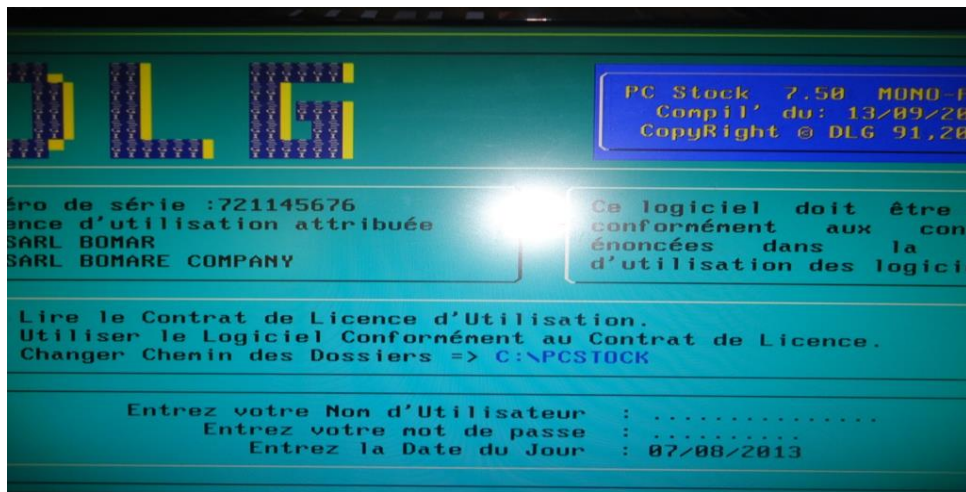 DLG
PC Stock 7.50 MONO-
Compil' du: 13/09/20
CopyRight © DLG 91,20
éro de série :721145676
ence d'utilisation attribuée
SARL BOMAR
SARL BOMARE COMPANY
Ce logiciel doit être
conformément aux con
énoncées dans la
d'utilisation des logici
Lire le Contrat de Licence d'Utilisation.
Utiliser le Logiciel Conformément au Contrat de Licence.
Changer Chemin des Dossiers => C:\PCSTOCK
Entrez votre Nom d'Utilisateur : ...............
Entrez votre mot de passe : ..........
Entrez la Date du Jour : 07/08/2013